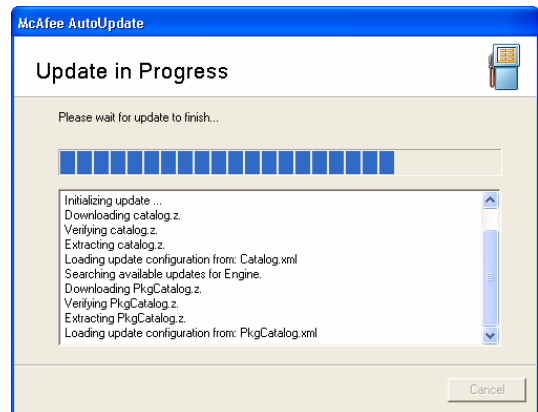 McAfee AutoUpdate
Update in Progress
Please wait for update to finish...
Initializing update ...
Downloading catalog.z.
Verifying catalog.z.
Extracting catalog.z.
Loading update configuration from: Catalog.xml
Searching available updates for Engine.
Downloading PkgCatalog.z.
Verifying PkgCatalog.z.
Extracting PkgCatalog.z.
Loading update configuration from: PkgCatalog.xml
Cancel